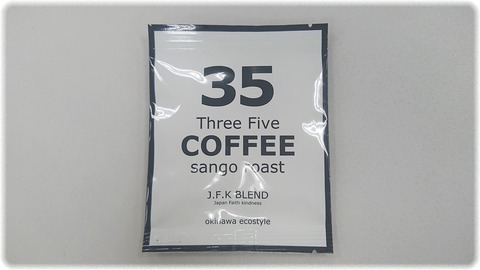 35
Three Five
COFFEE
sango roast
J.F.K BLEND
Japan Faith kindness
okinawa ecostyle